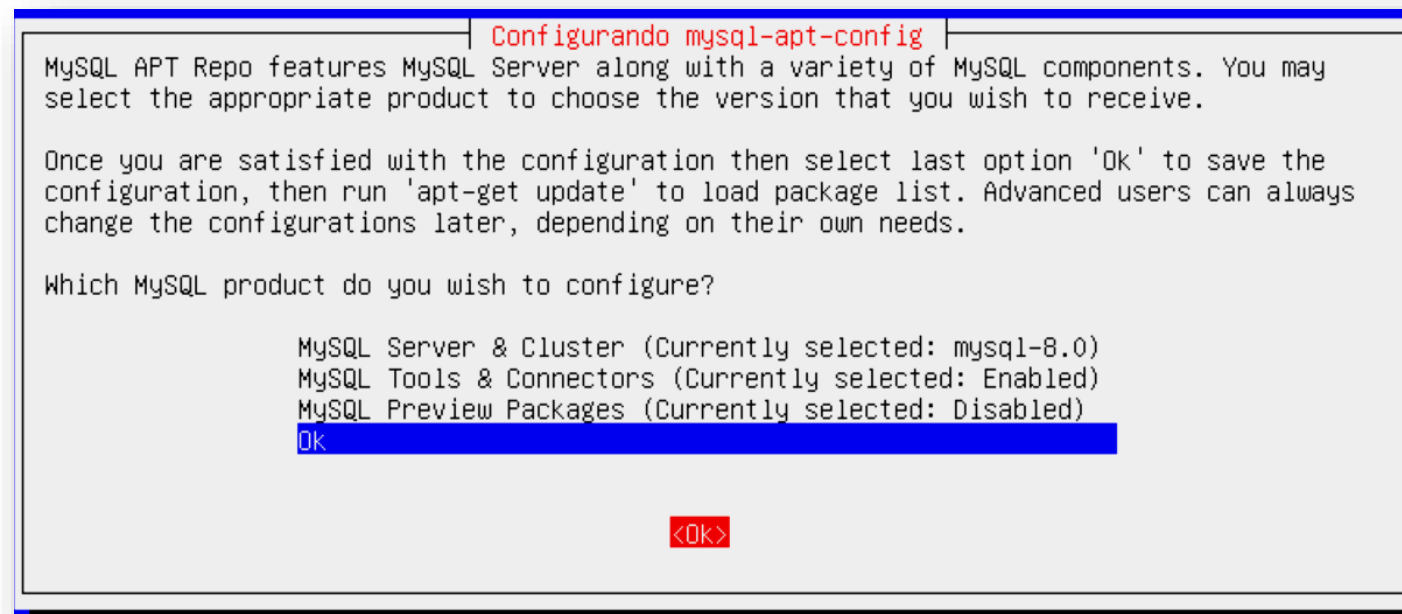 Configurando mysql-apt-config
MySQL APT Repo features MySQL Server along with a variety of MySQL components. You may
select the appropriate product to choose the version that you wish to receive.
Once you are satisfied with the configuration then select last option 'Ok' to save the
configuration, then run 'apt-get update' to load package list. Advanced users can always
change the configurations later, depending on their own needs.
Which MySQL product do you wish to configure?
MySQL Server & Cluster (Currently selected: mysql-8.0)
MySQL Tools & Connectors (Currently selected: Enabled)
MySQL Preview Packages (Currently selected: Disabled)
Ok
<Ok>